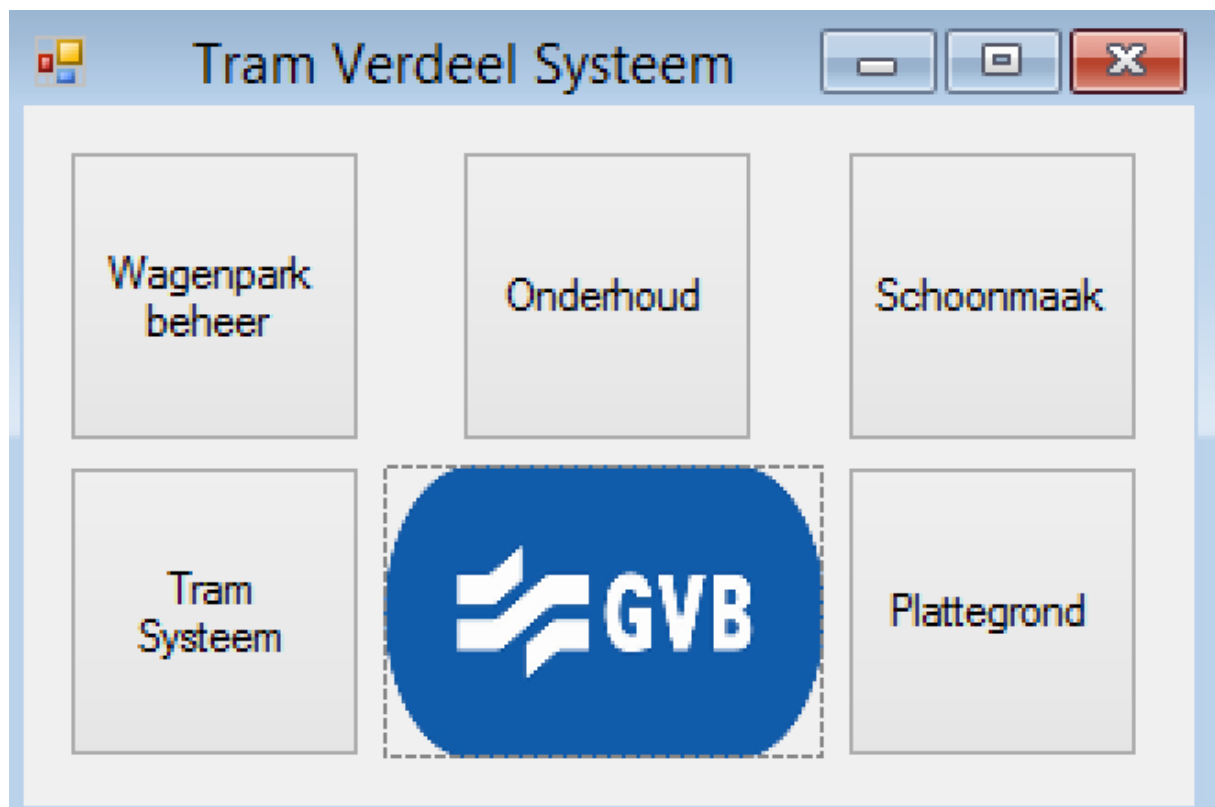 Tram Verdeel Systeem
Wagenpark
beheer
Onderhoud
Schoonmaak
Tram
Systeem
GVB
Plattegrond